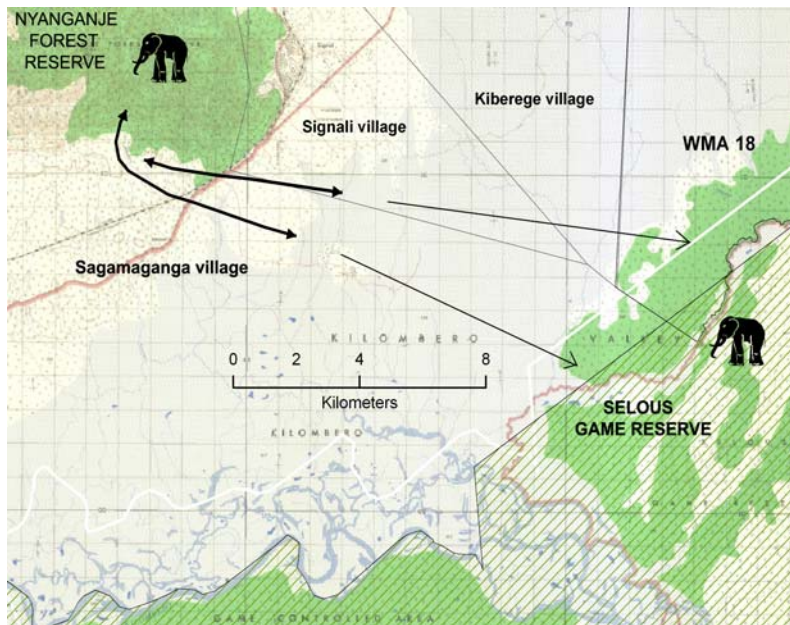 NYANGANJE
FOREST
RESERVE
Signali village
Kiberege village
WMA 18
Sagamaganga village
KILOMBERO
VALLEY
0 2 4 8
Kilometers
SELOUS
GAME RESERVE
KILOMBERO
GAME CONTROLLED AREA